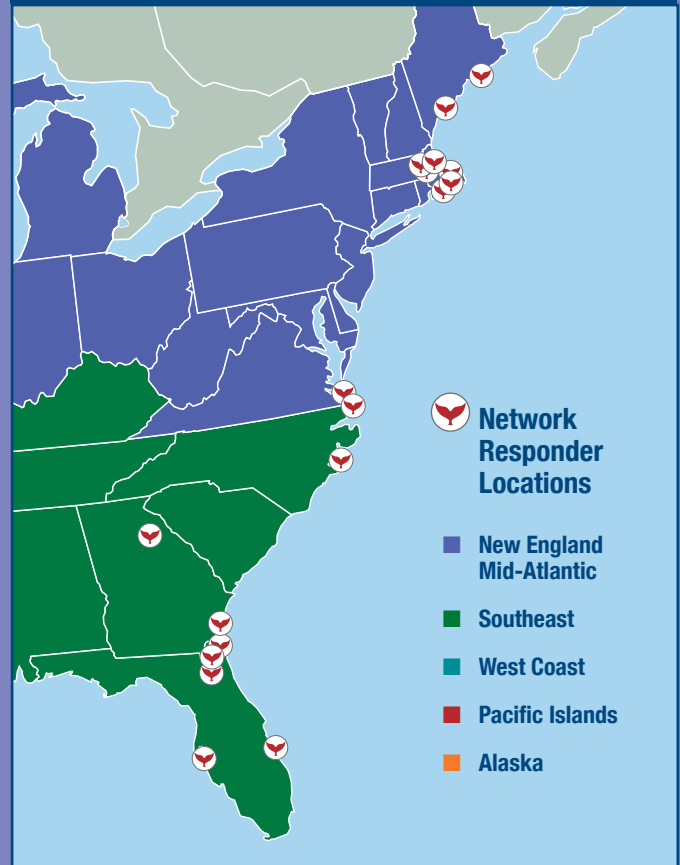 Network
Responder
Locations
New England
Mid-Atlantic
Southeast
West Coast
Pacific Islands
Alaska